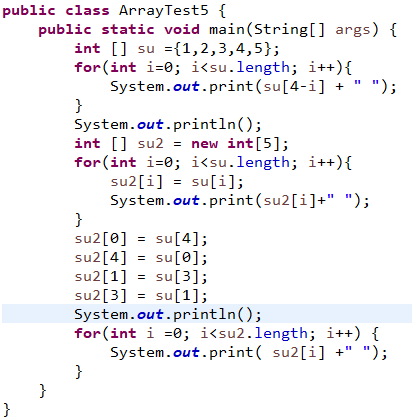 public class ArrayTest5 {
    public static void main(String[] args) {
        int [] su ={1,2,3,4,5};
        for(int i=0; i<su.length; i++){
            System.out.print(su[4-i] + " ");
        }
        System.out.println();
        int [] su2 = new int[5];
        for(int i=0; i<su.length; i++){
            su2[i] = su[i];
            System.out.print(su2[i]+" ");
        }
        su2[0] = su[4];
        su2[4] = su[0];
        su2[1] = su[3];
        su2[3] = su[1];
        System.out.println();
        for(int i =0; i<su2.length; i++) {
            System.out.print( su2[i] +" ");
        }
    }
}